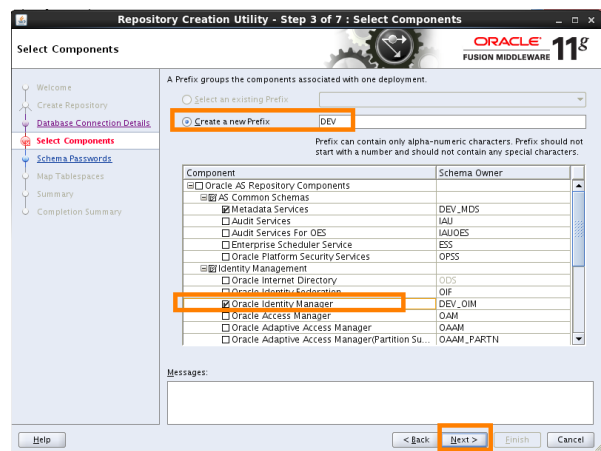 Repository Creation Utility - Step 3 of 7 : Select Components
Select Components
ORACLE
FUSION MIDDLEWARE
11g
Welcome
Create Repository
Database Connection Details
Select Components
Schema Passwords
Map Tablespaces
Summary
Completion Summary
A Prefix groups the components associated with one deployment.
Select an existing Prefix
Create a new Prefix DEV
Prefix can contain only alpha-numeric characters. Prefix should not
start with a number and should not contain any special characters.
Component Schema Owner
Oracle AS Repository Components
AS Common Schemas
Metadata Services DEV_MDS
Audit Services IAU
Audit Services For OES IAUOES
Enterprise Scheduler Service ESS
Oracle Platform Security Services OPSS
Identity Management
Oracle Internet Directory ODS
Oracle Identity Federation OIF
Oracle Identity Manager DEV_OIM
Oracle Access Manager OAM
Oracle Adaptive Access Manager OAAM
Oracle Adaptive Access Manager(Partition Su... OAAM_PARTN
Messages:
Help < Back Next > Finish Cancel